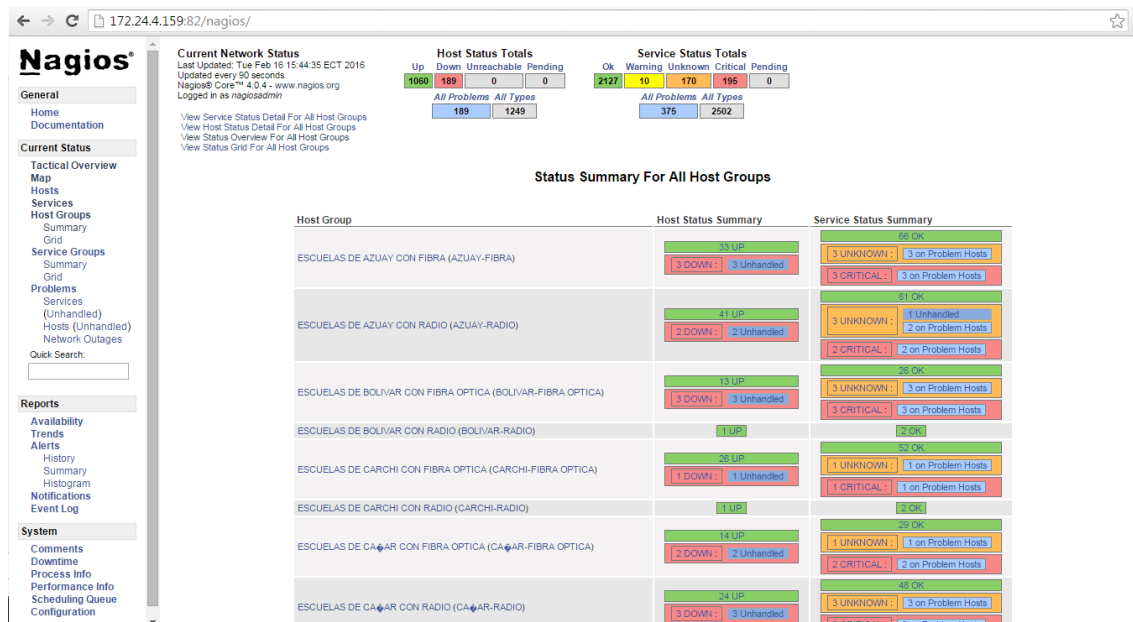 172.24.4.159:82/nagios/
Nagios®
General
Home
Documentation
Current Status
Tactical Overview
Map
Hosts
Services
Host Groups
Summary
Grid
Service Groups
Summary
Grid
Problems
Services
(Unhandled)
Hosts (Unhandled)
Network Outages
Quick Search:
Reports
Availability
Trends
Alerts
History
Summary
Histogram
Notifications
Event Log
System
Comments
Downtime
Process Info
Performance Info
Scheduling Queue
Configuration
Current Network Status
Last Updated: Tue Feb 16 15:44:35 ECT 2016
Updated every 90 seconds
Nagios® Core™ 4.0.4 - www.nagios.org
Logged in as nagiosadmin
View Service Status Detail For All Host Groups
View Host Status Detail For All Host Groups
View Status Overview For All Host Groups
View Status Grid For All Host Groups
Host Status Totals
Up Down Unreachable Pending
1060 189 0 0
All Problems All Types
189 1249
Service Status Totals
Ok Warning Unknown Critical Pending
2127 10 170 195 0
All Problems All Types
375 2502
Status Summary For All Host Groups
Host Group Host Status Summary Service Status Summary
ESCUELAS DE AZUAY CON FIBRA (AZUAY-FIBRA)
33 UP
3 DOWN : 3 Unhandled
66 OK
3 UNKNOWN : 3 on Problem Hosts
3 CRITICAL : 3 on Problem Hosts
ESCUELAS DE AZUAY CON RADIO (AZUAY-RADIO)
41 UP
2 DOWN : 2 Unhandled
81 OK
3 UNKNOWN : 1 Unhandled
2 on Problem Hosts
2 CRITICAL : 2 on Problem Hosts
ESCUELAS DE BOLIVAR CON FIBRA OPTICA (BOLIVAR-FIBRA OPTICA)
13 UP
3 DOWN : 3 Unhandled
26 OK
3 UNKNOWN : 3 on Problem Hosts
3 CRITICAL : 3 on Problem Hosts
ESCUELAS DE BOLIVAR CON RADIO (BOLIVAR-RADIO)
1 UP
2 OK
ESCUELAS DE CARCHI CON FIBRA OPTICA (CARCHI-FIBRA OPTICA)
26 UP
1 DOWN : 1 Unhandled
52 OK
1 UNKNOWN : 1 on Problem Hosts
1 CRITICAL : 1 on Problem Hosts
ESCUELAS DE CARCHI CON RADIO (CARCHI-RADIO)
1 UP
2 OK
ESCUELAS DE CA�AR CON FIBRA OPTICA (CA�AR-FIBRA OPTICA)
14 UP
2 DOWN : 2 Unhandled
29 OK
1 UNKNOWN : 1 on Problem Hosts
2 CRITICAL : 2 on Problem Hosts
ESCUELAS DE CA�AR CON RADIO (CA�AR-RADIO)
24 UP
3 DOWN : 3 Unhandled
48 OK
3 UNKNOWN : 3 on Problem Hosts